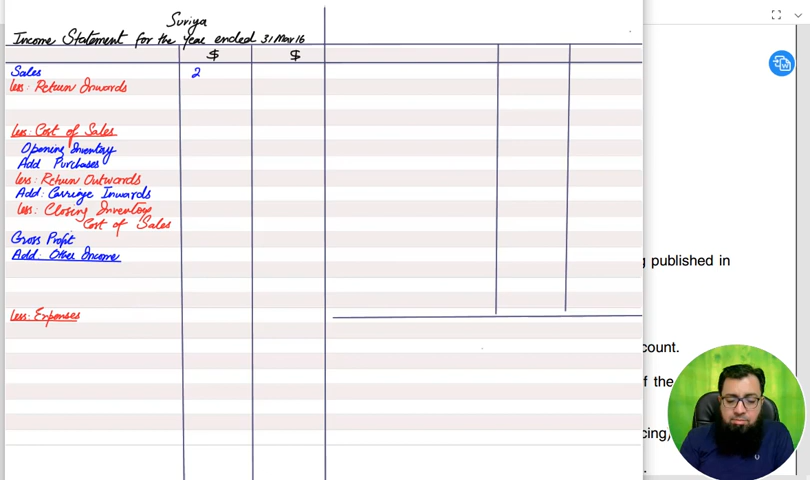 Suriya
Income Statement for the Year ended 31 Mar 16
$ $
Sales 2
less: Return Inwards
less: Cost of Sales
Opening Inventory
Add Purchases
less: Return Outwards
Add: Carriage Inwards
less: Closing Inventory
Cost of Sales
Gross Profit
Add: Other Income
less: Expenses
g published in
count.
f the
cing,